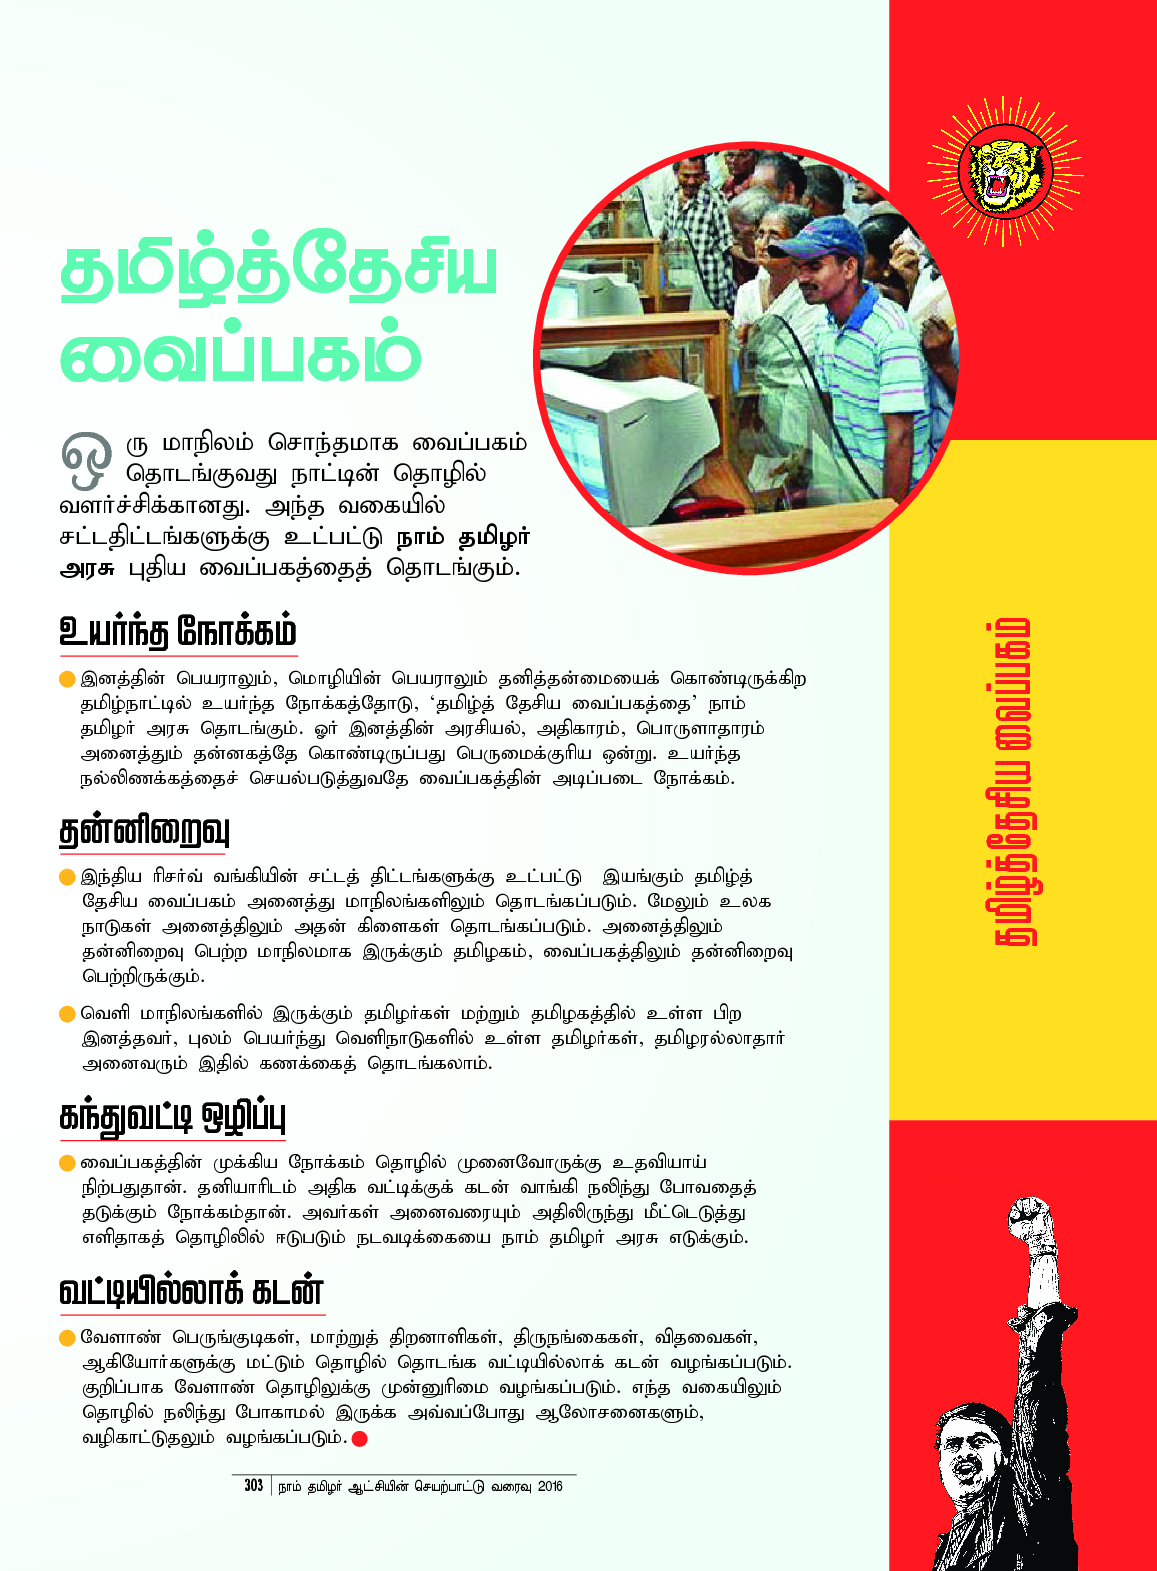 தமிழ்த்தேசிய
வைப்பகம்
ஒரு மாநிலம் சொந்தமாக வைப்பகம்
தொடங்குவது நாட்டின் தொழில்
வளர்ச்சிக்கானது. அந்த வகையில்
சட்டதிட்டங்களுக்கு உட்பட்டு நாம் தமிழர்
அரசு புதிய வைப்பகத்தைத் தொடங்கும்.
உயர்ந்த நோக்கம்
இனத்தின் பெயராலும், மொழியின் பெயராலும் தனித்தன்மையைக் கொண்டிருக்கிற
தமிழ்நாட்டில் உயர்ந்த நோக்கத்தோடு, ‘தமிழ்த் தேசிய வைப்பகத்தை’ நாம்
தமிழர் அரசு தொடங்கும். ஓர் இனத்தின் அரசியல், அதிகாரம், பொருளாதாரம்
அனைத்தும் தன்னகத்தே கொண்டிருப்பது பெருமைக்குரிய ஒன்று. உயர்ந்த
நல்லிணக்கத்தைச் செயல்படுத்துவதே வைப்பகத்தின் அடிப்படை நோக்கம்.
தன்னிறைவு
இந்திய ரிசர்வ் வங்கியின் சட்டத் திட்டங்களுக்கு உட்பட்டு இயங்கும் தமிழ்த்
தேசிய வைப்பகம் அனைத்து மாநிலங்களிலும் தொடங்கப்படும். மேலும் உலக
நாடுகள் அனைத்திலும் அதன் கிளைகள் தொடங்கப்படும். அனைத்திலும்
தன்னிறைவு பெற்ற மாநிலமாக இருக்கும் தமிழகம், வைப்பகத்திலும் தன்னிறைவு
பெற்றிருக்கும்.
வெளி மாநிலங்களில் இருக்கும் தமிழர்கள் மற்றும் தமிழகத்தில் உள்ள பிற
இனத்தவர், புலம் பெயர்ந்து வெளிநாடுகளில் உள்ள தமிழர்கள், தமிழரல்லாதார்
அனைவரும் இதில் கணக்கைத் தொடங்கலாம்.
கந்துவட்டி ஒழிப்பு
வைப்பகத்தின் முக்கிய நோக்கம் தொழில் முனைவோருக்கு உதவியாய்
நிற்பதுதான். தனியாரிடம் அதிக வட்டிக்குக் கடன் வாங்கி நலிந்து போவதைத்
தடுக்கும் நோக்கம்தான். அவர்கள் அனைவரையும் அதிலிருந்து மீட்டெடுத்து
எளிதாகத் தொழிலில் ஈடுபடும் நடவடிக்கையை நாம் தமிழர் அரசு எடுக்கும்.
வட்டியில்லாக் கடன்
வேளாண் பெருங்குடிகள், மாற்றுத் திறனாளிகள், திருநங்கைகள், விதவைகள்,
ஆகியோர்களுக்கு மட்டும் தொழில் தொடங்க வட்டியில்லாக் கடன் வழங்கப்படும்.
குறிப்பாக வேளாண் தொழிலுக்கு முன்னுரிமை வழங்கப்படும். எந்த வகையிலும்
தொழில் நலிந்து போகாமல் இருக்க அவ்வப்போது ஆலோசனைகளும்,
வழிகாட்டுதலும் வழங்கப்படும்.
303 நாம் தமிழர் ஆட்சியின் செயற்பாட்டு வரைவு 2016
தமிழ்த்தேசிய வைப்பகம்